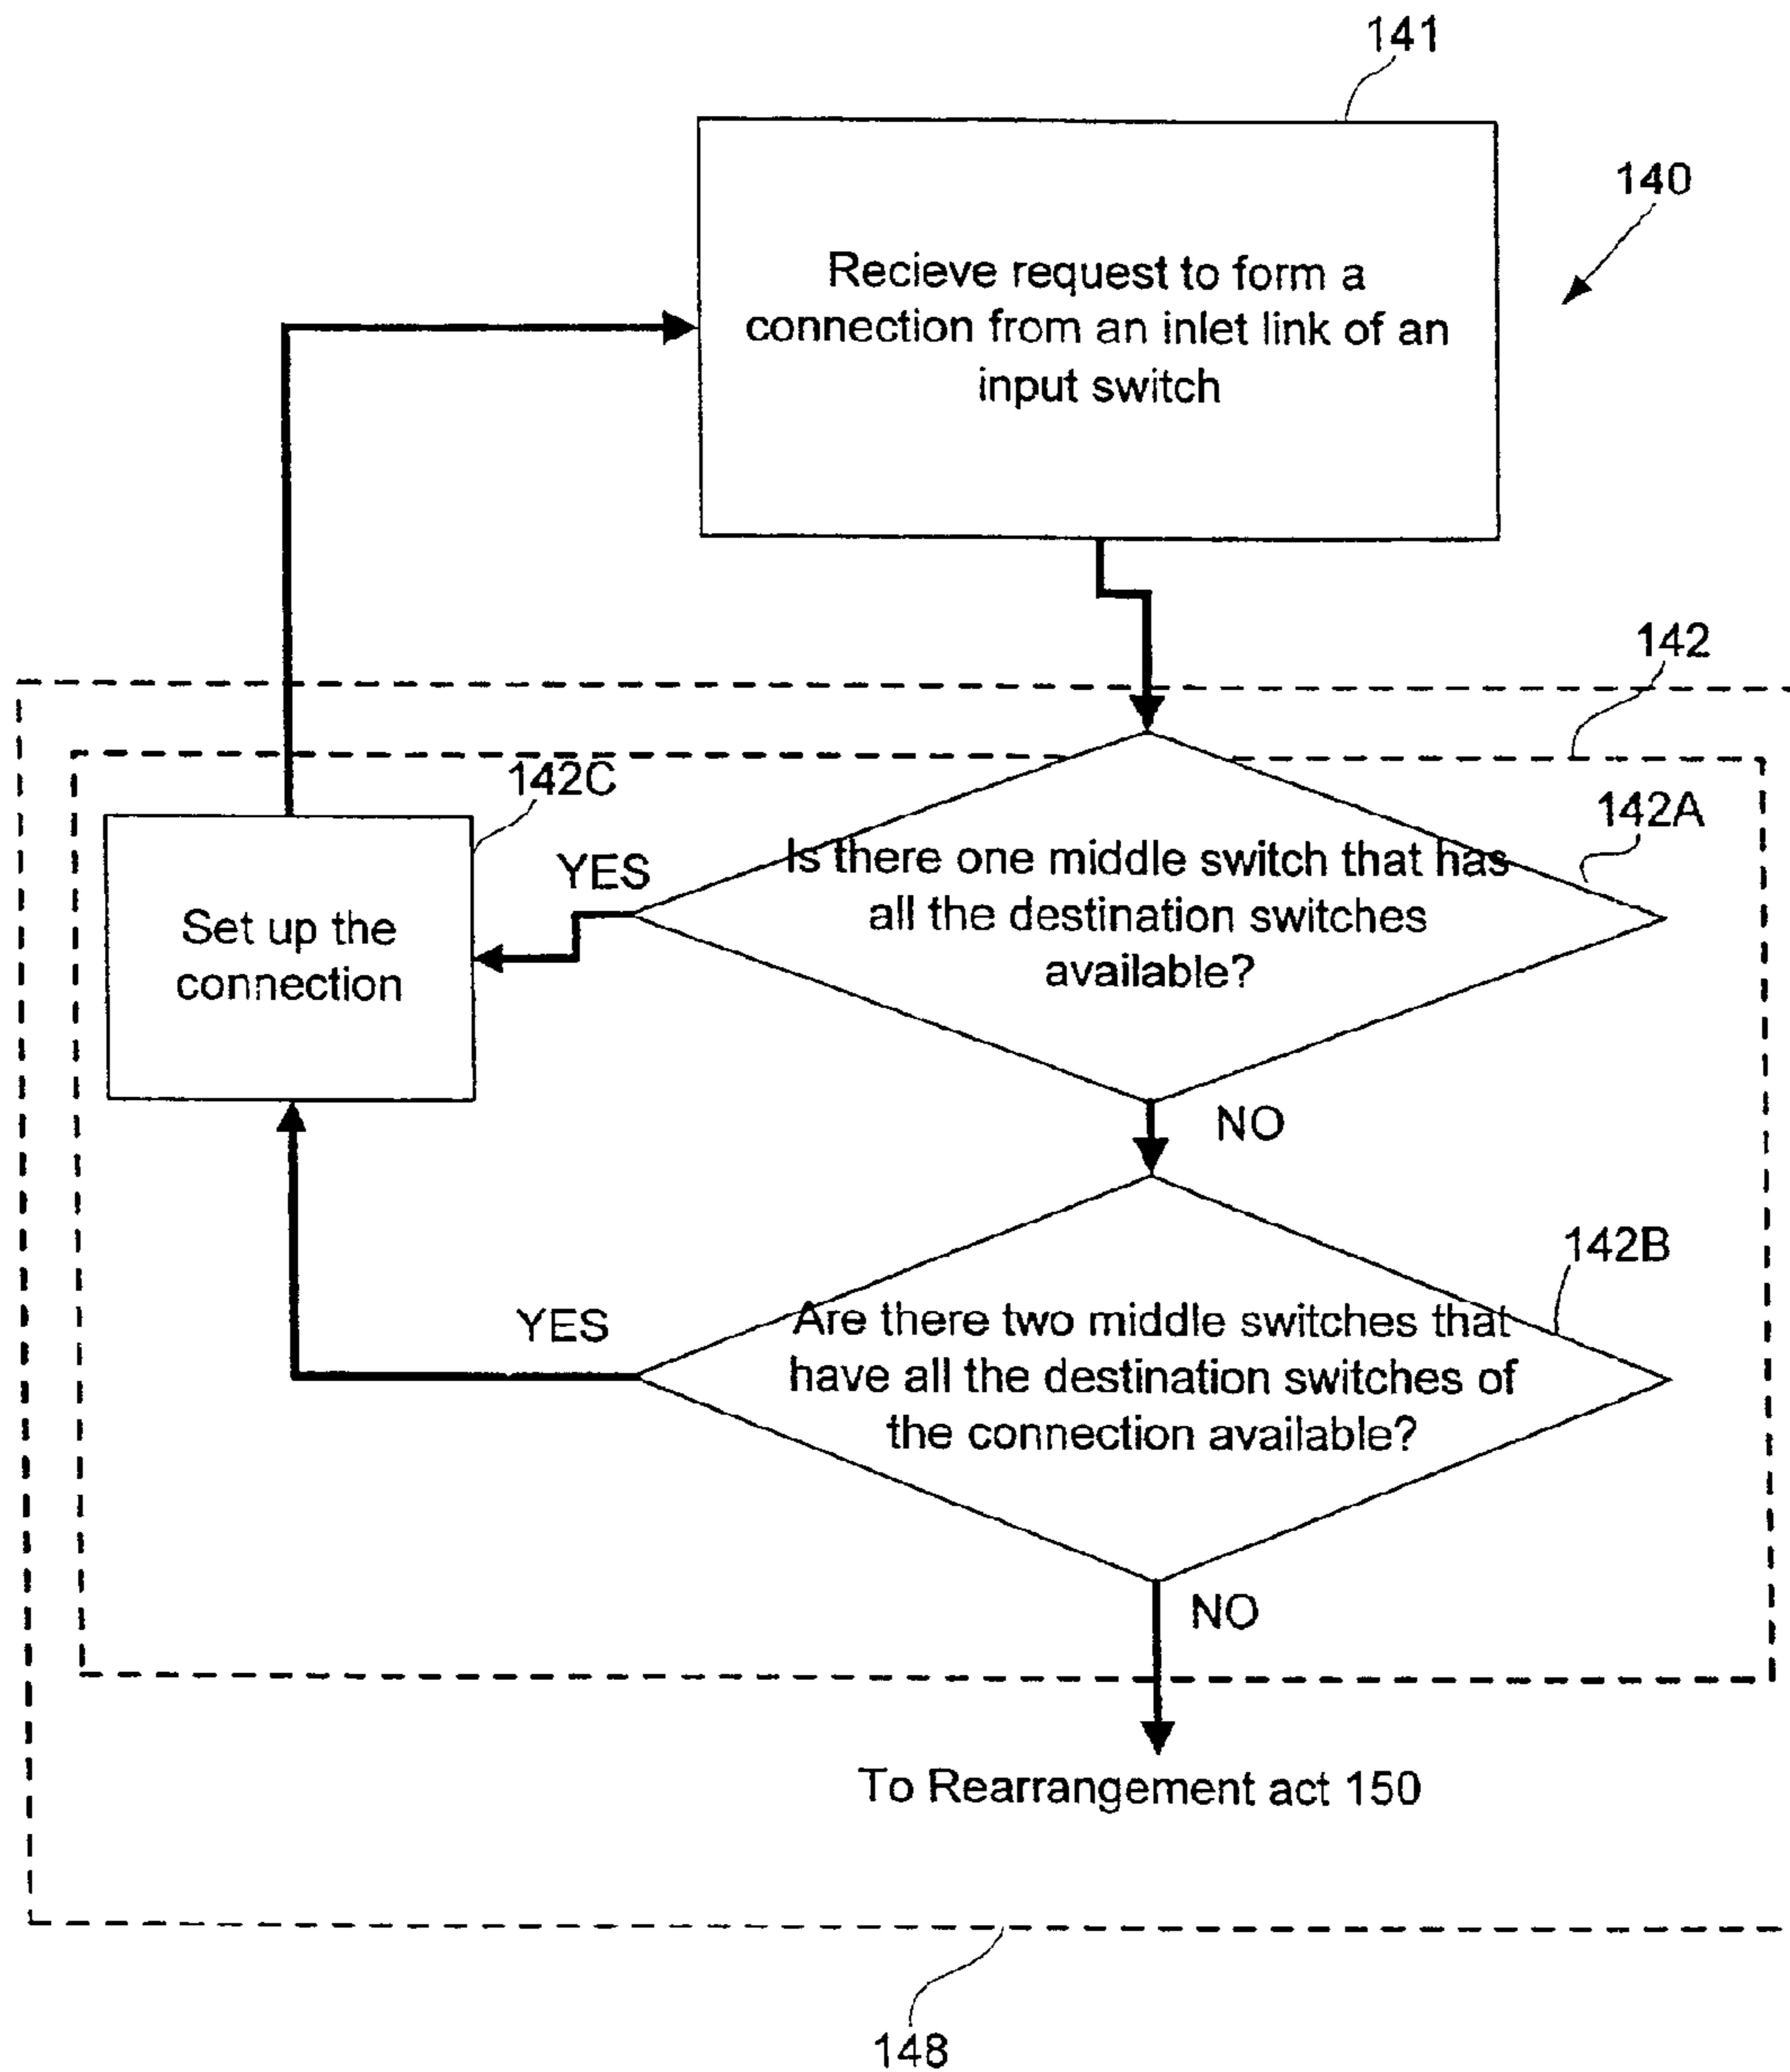 141
140
Recieve request to form a
connection from an inlet link of an
input switch
142
142C
142A
YES
Is there one middle switch that has
all the destination switches
available?
Set up the
connection
NO
142B
YES
Are there two middle switches that
have all the destination switches of
the connection available?
NO
To Rearrangement act 150
148